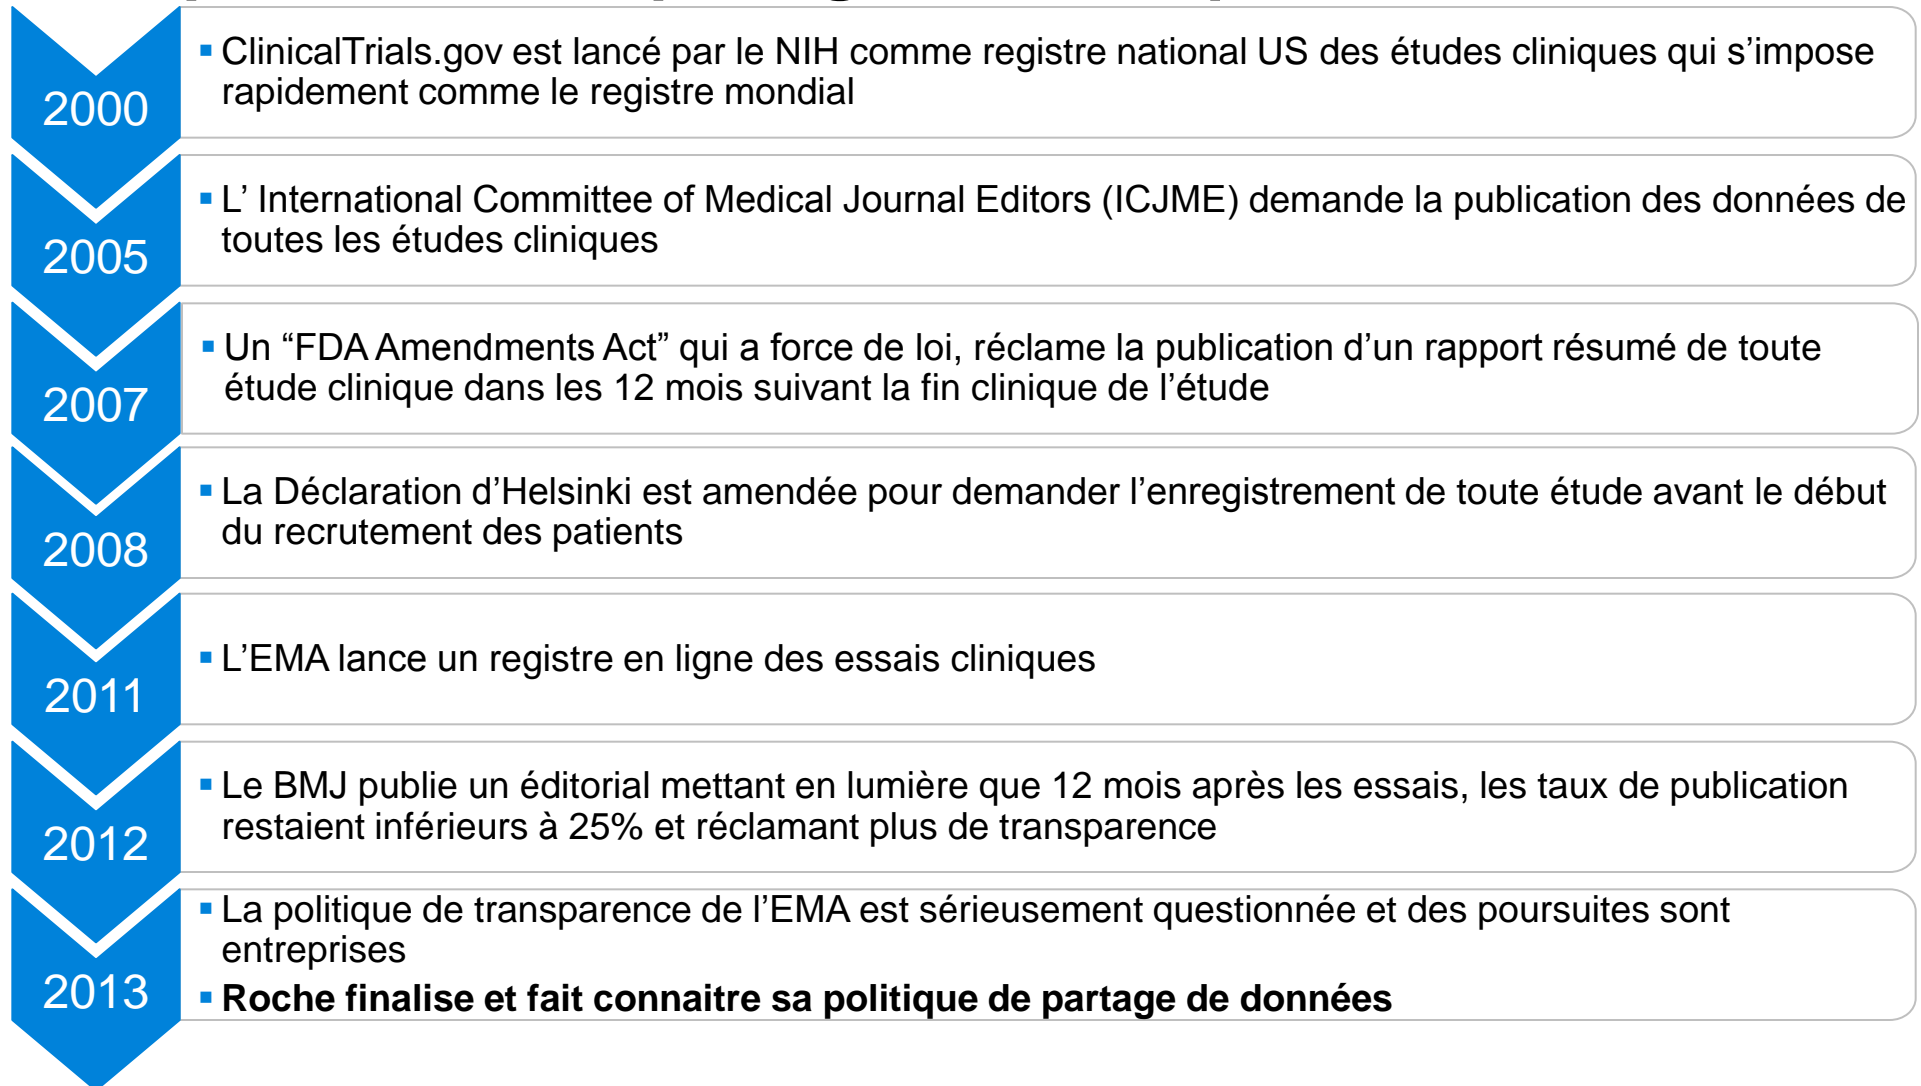 2000
▪ ClinicalTrials.gov est lancé par le NIH comme registre national US des études cliniques qui s’impose
rapidement comme le registre mondial
2005
▪ L’ International Committee of Medical Journal Editors (ICJME) demande la publication des données de
toutes les études cliniques
2007
▪ Un “FDA Amendments Act” qui a force de loi, réclame la publication d’un rapport résumé de toute
étude clinique dans les 12 mois suivant la fin clinique de l’étude
2008
▪ La Déclaration d’Helsinki est amendée pour demander l’enregistrement de toute étude avant le début
du recrutement des patients
2011
▪ L’EMA lance un registre en ligne des essais cliniques
2012
▪ Le BMJ publie un éditorial mettant en lumière que 12 mois après les essais, les taux de publication
restaient inférieurs à 25% et réclamant plus de transparence
2013
▪ La politique de transparence de l’EMA est sérieusement questionnée et des poursuites sont
entreprises
▪ Roche finalise et fait connaitre sa politique de partage de données